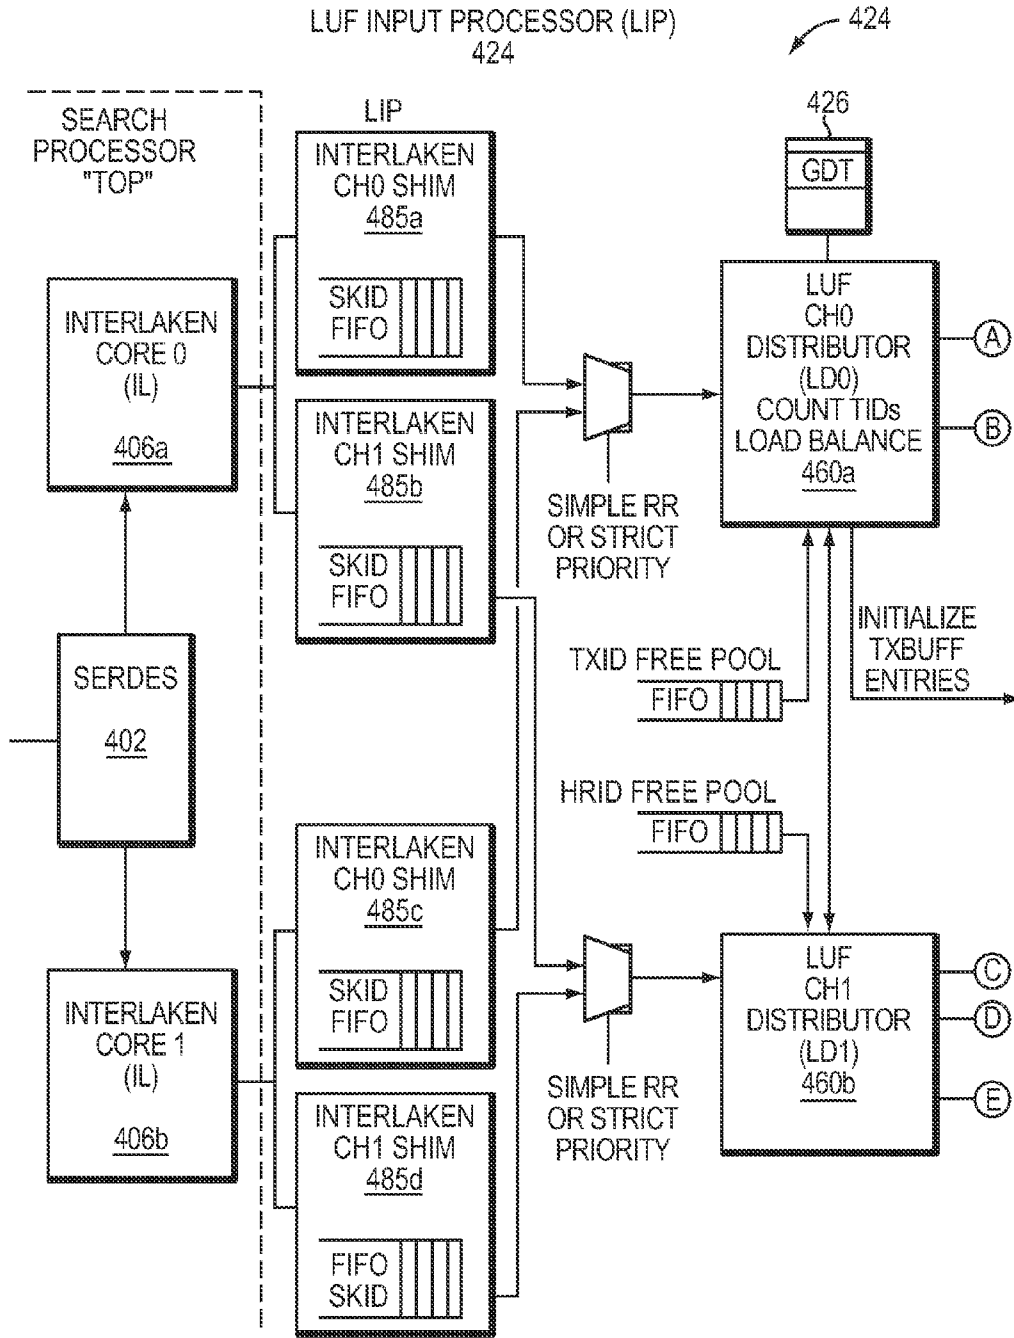 LUF INPUT PROCESSOR (LIP)
424
424
SEARCH
PROCESSOR
"TOP"
LIP
INTERLAKEN
CH0 SHIM
485a
SKID
FIFO
426
GDT
INTERLAKEN
CORE 0
(IL)
406a
INTERLAKEN
CH1 SHIM
485b
SKID
FIFO
SIMPLE RR
OR STRICT
PRIORITY
LUF
CH0
DISTRIBUTOR
(LD0)
COUNT TIDs
LOAD BALANCE
460a
A
B
SERDES
402
TXID FREE POOL
FIFO
INITIALIZE
TXBUFF
ENTRIES
HRID FREE POOL
FIFO
INTERLAKEN
CH0 SHIM
485c
SKID
FIFO
INTERLAKEN
CORE 1
(IL)
406b
INTERLAKEN
CH1 SHIM
485d
FIFO
SKID
SIMPLE RR
OR STRICT
PRIORITY
LUF
CH1
DISTRIBUTOR
(LD1)
460b
C
D
E